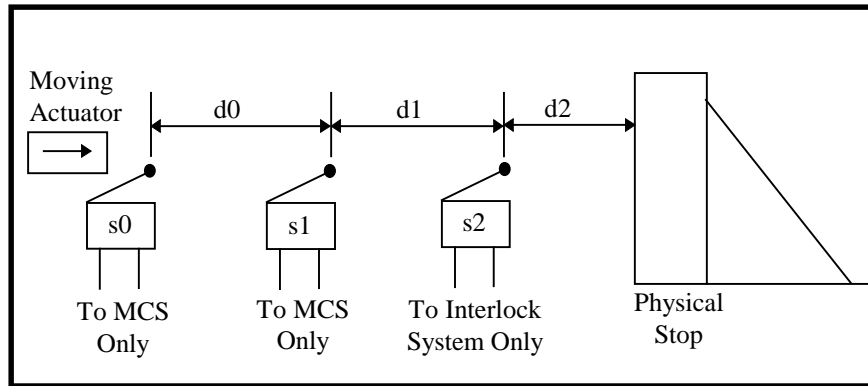 Moving
Actuator
d0
d1
d2
s0
s1
s2
To MCS
Only
To MCS
Only
To Interlock
System Only
Physical
Stop